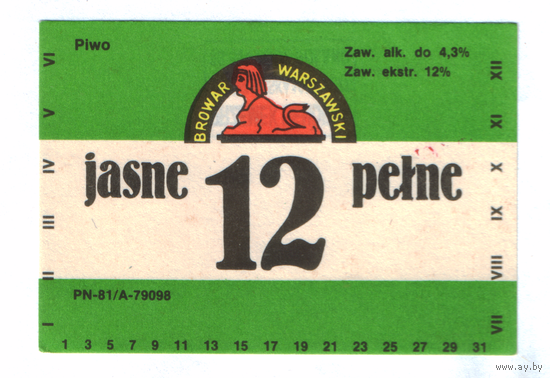 Piwo
Zaw. alk. do 4,3%
Zaw. ekstr. 12%
BROWAR WARSZAWSKI
jasne 12 pełne
PN-81/A-79098
I II III IV V VI
VII VIII IX X XI XII
1 3 5 7 9 11 13 15 17 19 21 23 25 27 29 31
www.ay.by